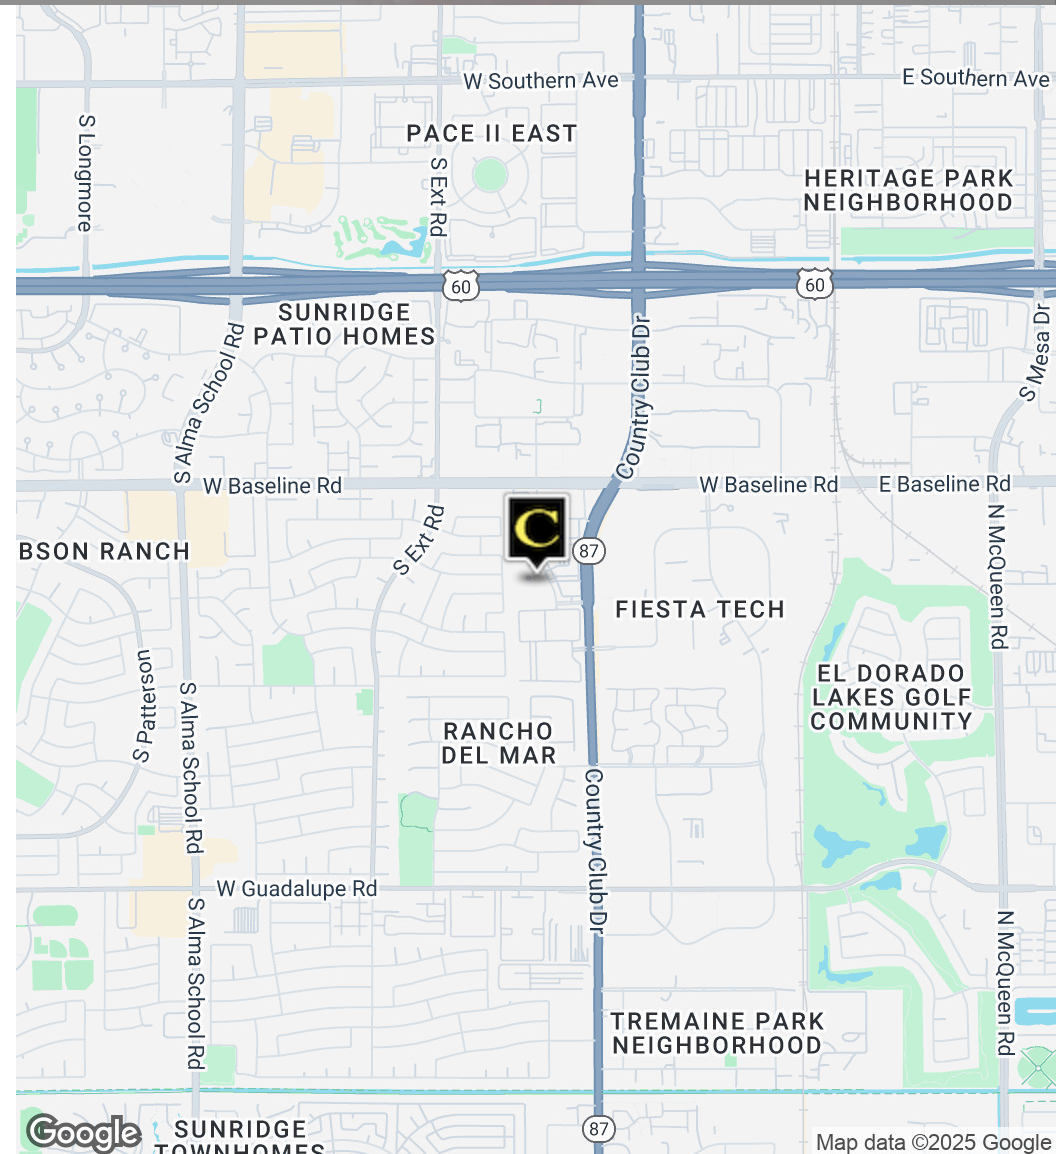 W Southern Ave
E Southern Ave
S Longmore
PACE II EAST
S Ext Rd
HERITAGE PARK
NEIGHBORHOOD
60
60
SUNRIDGE
PATIO HOMES
S Alma School Rd
Country Club Dr
S Mesa Dr
W Baseline Rd
W Baseline Rd
E Baseline Rd
C
S Ext Rd
87
BSON RANCH
N McQueen Rd
FIESTA TECH
S Patterson
S Alma School Rd
EL DORADO
LAKES GOLF
COMMUNITY
RANCHO
DEL MAR
Country Club Dr
W Guadalupe Rd
S Alma School Rd
N McQueen Rd
TREMAINE PARK
NEIGHBORHOOD
87
Google
SUNRIDGE
TOWNHOMES
Map data ©2025 Google